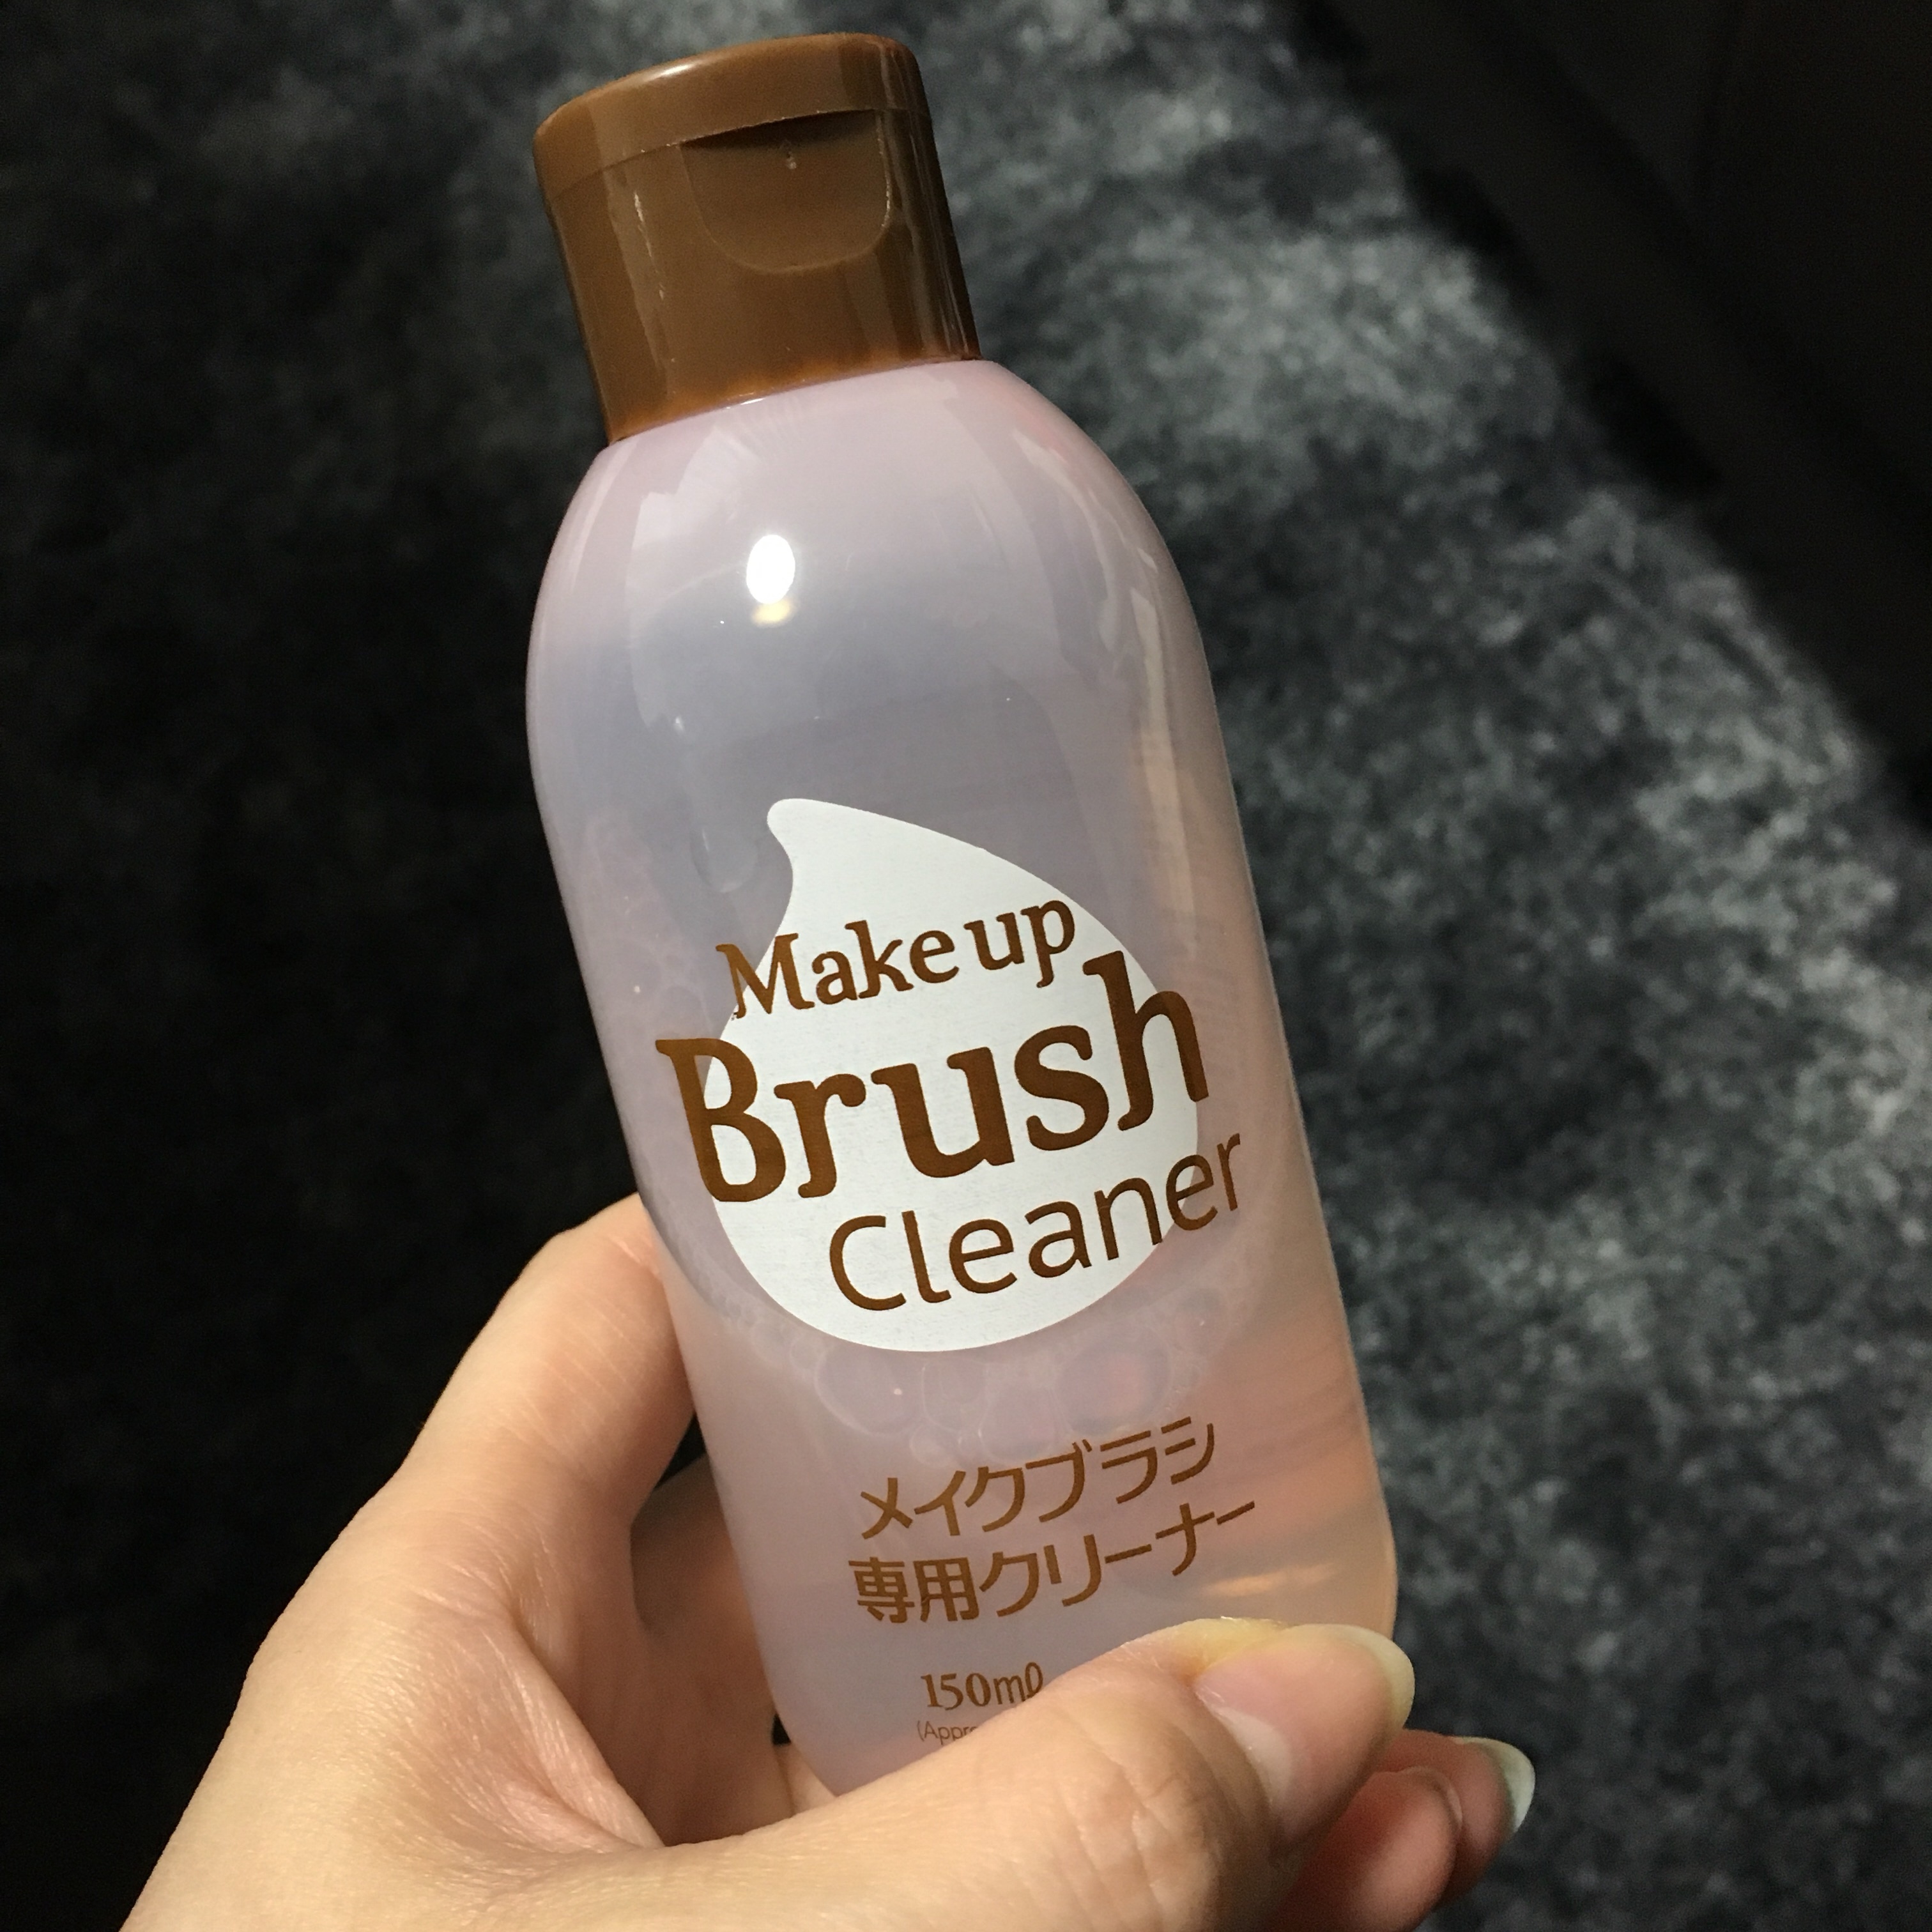 Make up
Brush
Cleaner
メイクブラシ
専用クリーナー
150ml